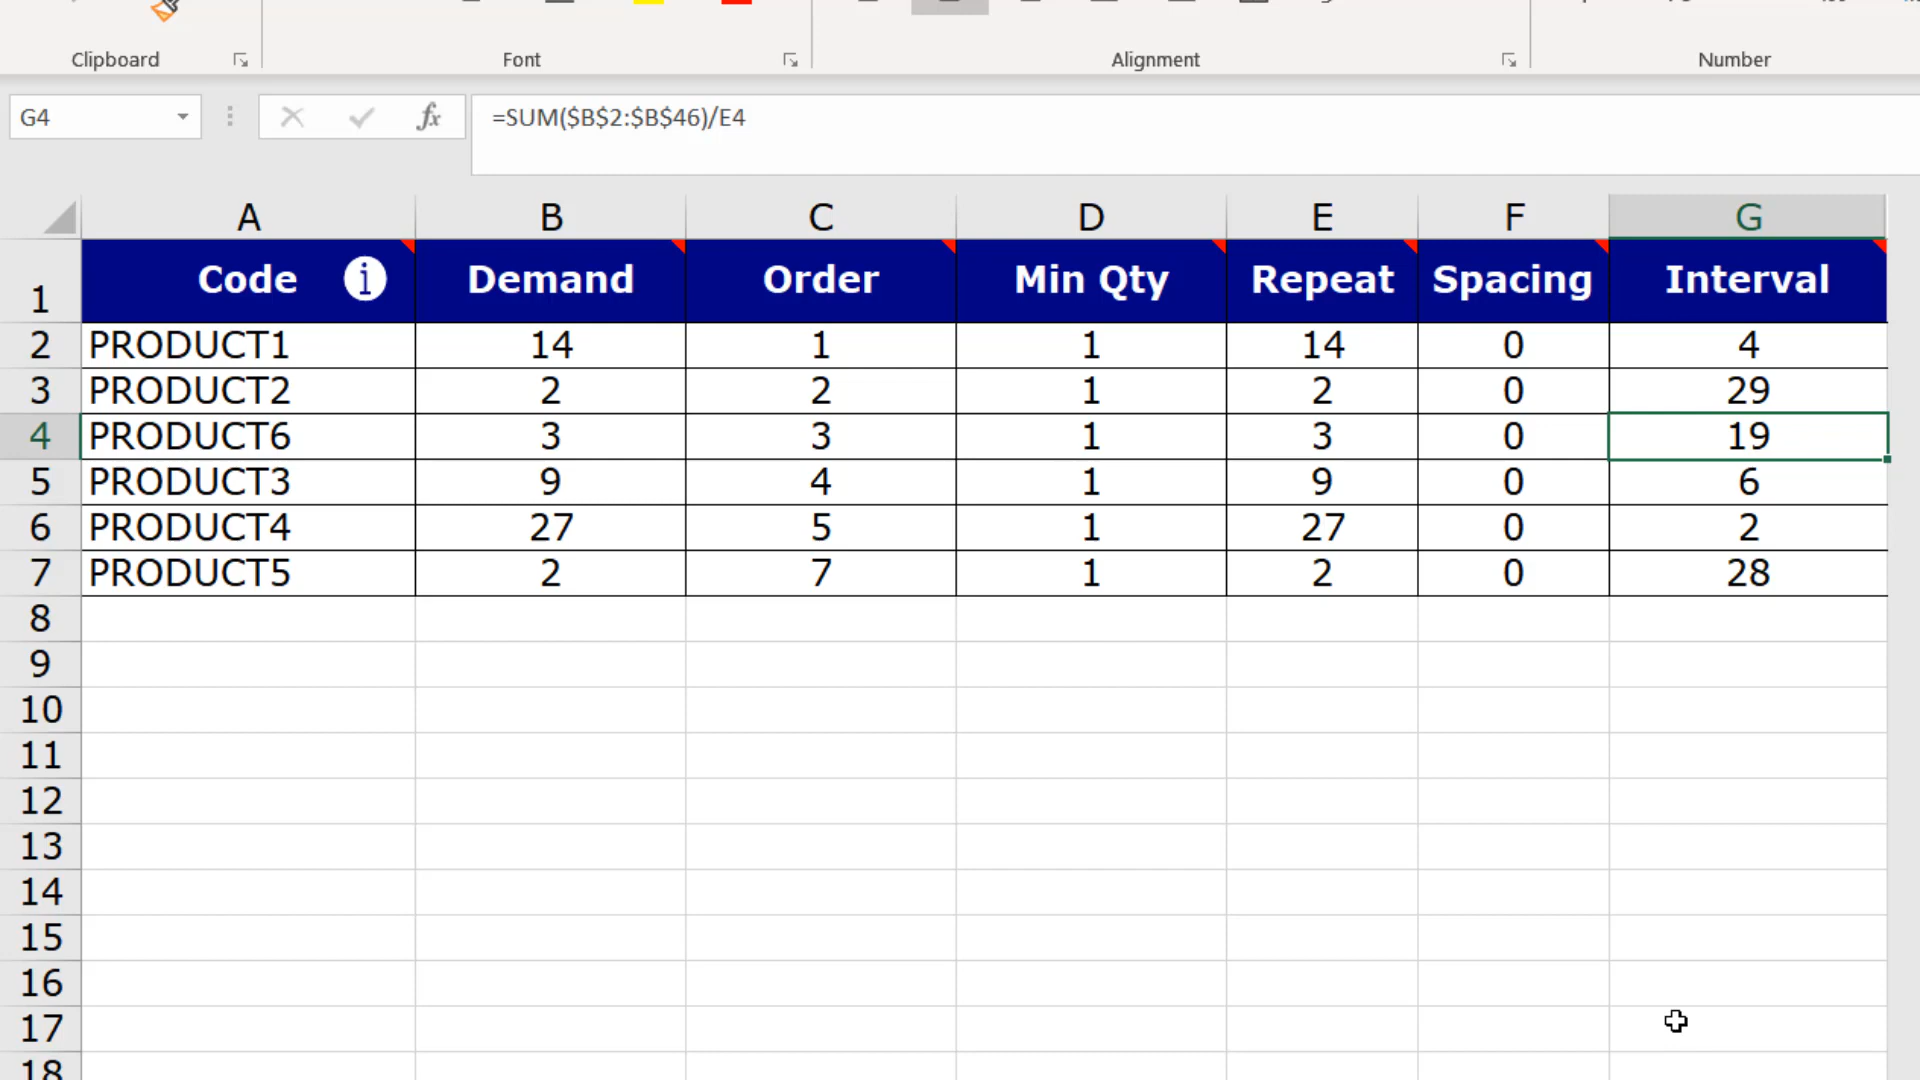 Clipboard Font Alignment Number
G4 fx =SUM($B$2:$B$46)/E4
A B C D E F G
1 Code i Demand Order Min Qty Repeat Spacing Interval
2 PRODUCT1 14 1 1 14 0 4
3 PRODUCT2 2 2 1 2 0 29
4 PRODUCT6 3 3 1 3 0 19
5 PRODUCT3 9 4 1 9 0 6
6 PRODUCT4 27 5 1 27 0 2
7 PRODUCT5 2 7 1 2 0 28
8
9
10
11
12
13
14
15
16
17
18